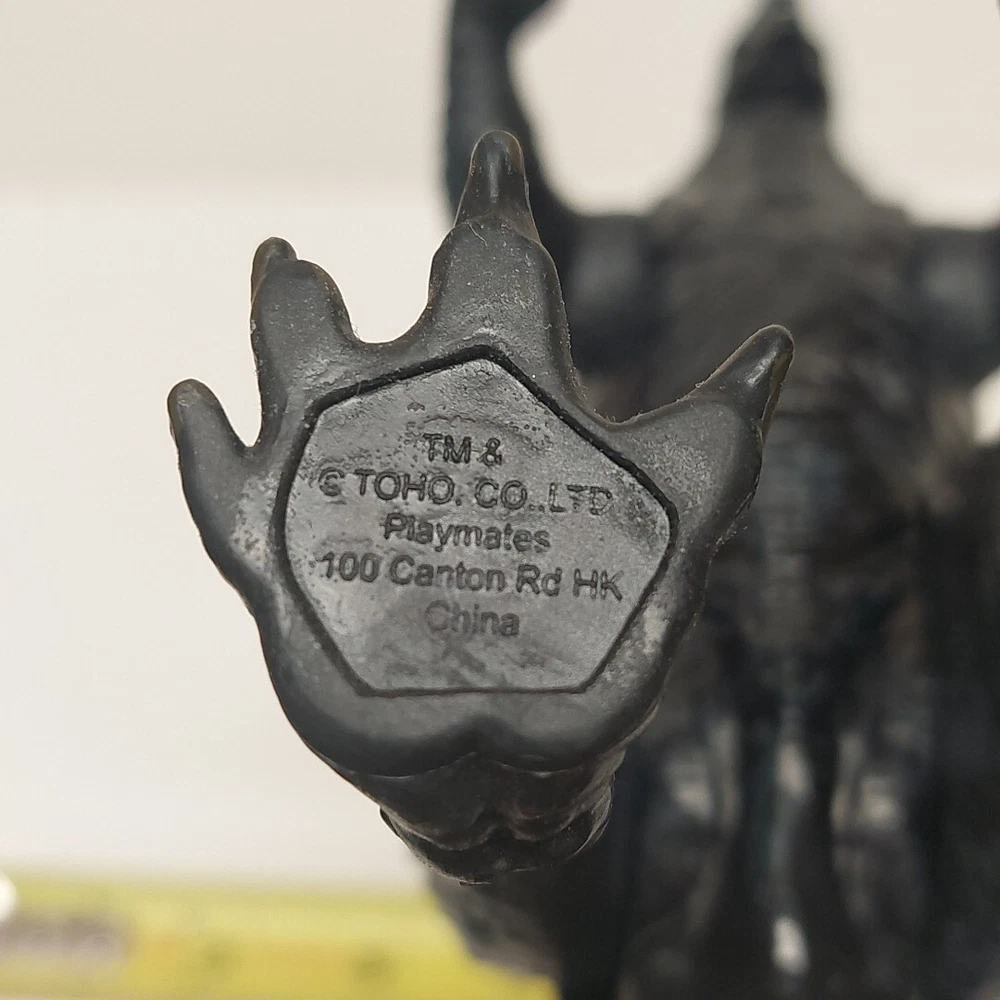 TM &
© TOHO. CO..LTD
Playmates
100 Canton Rd HK
China